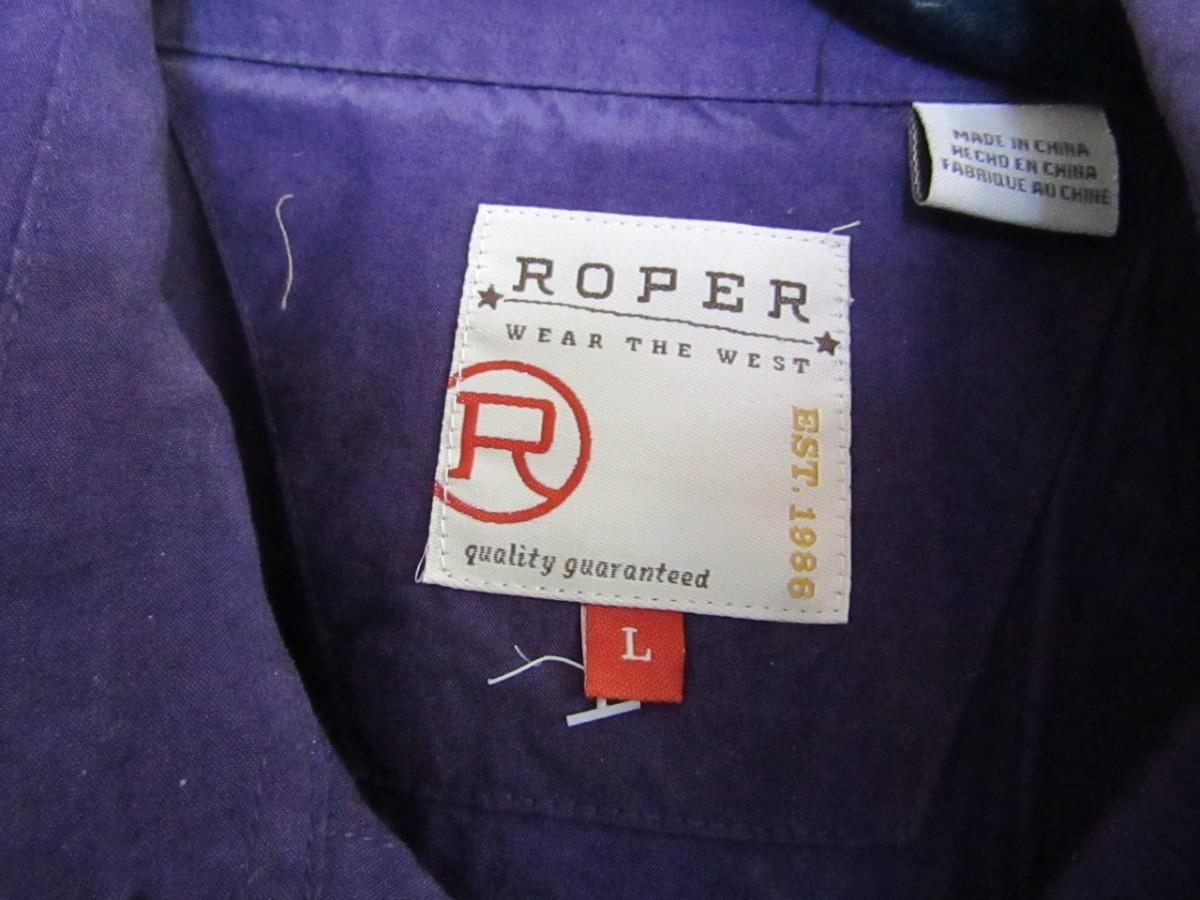 MADE IN CHINA
HECHO EN CHINA
FABRIQUE AU CHINE
ROPER
WEAR THE WEST
R
EST. 1986
quality guaranteed
L